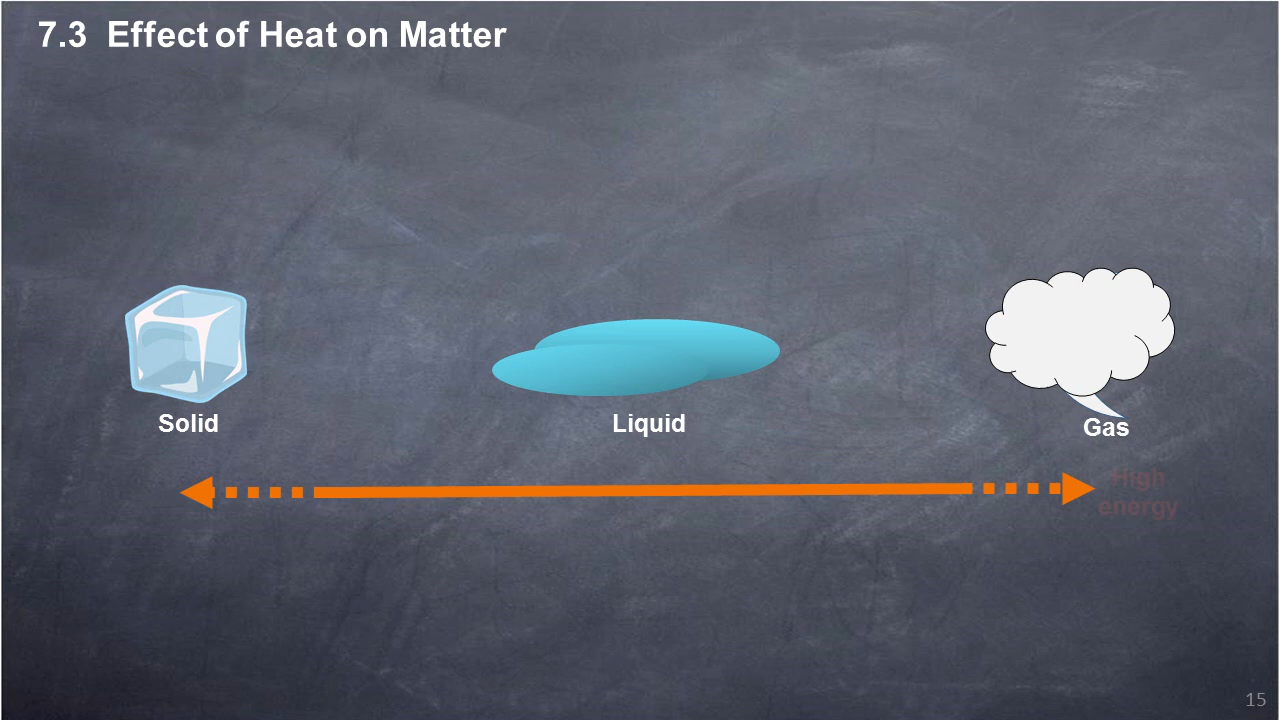 7.3 Effect of Heat on Matter
Solid
Liquid
Gas
High
energy
15